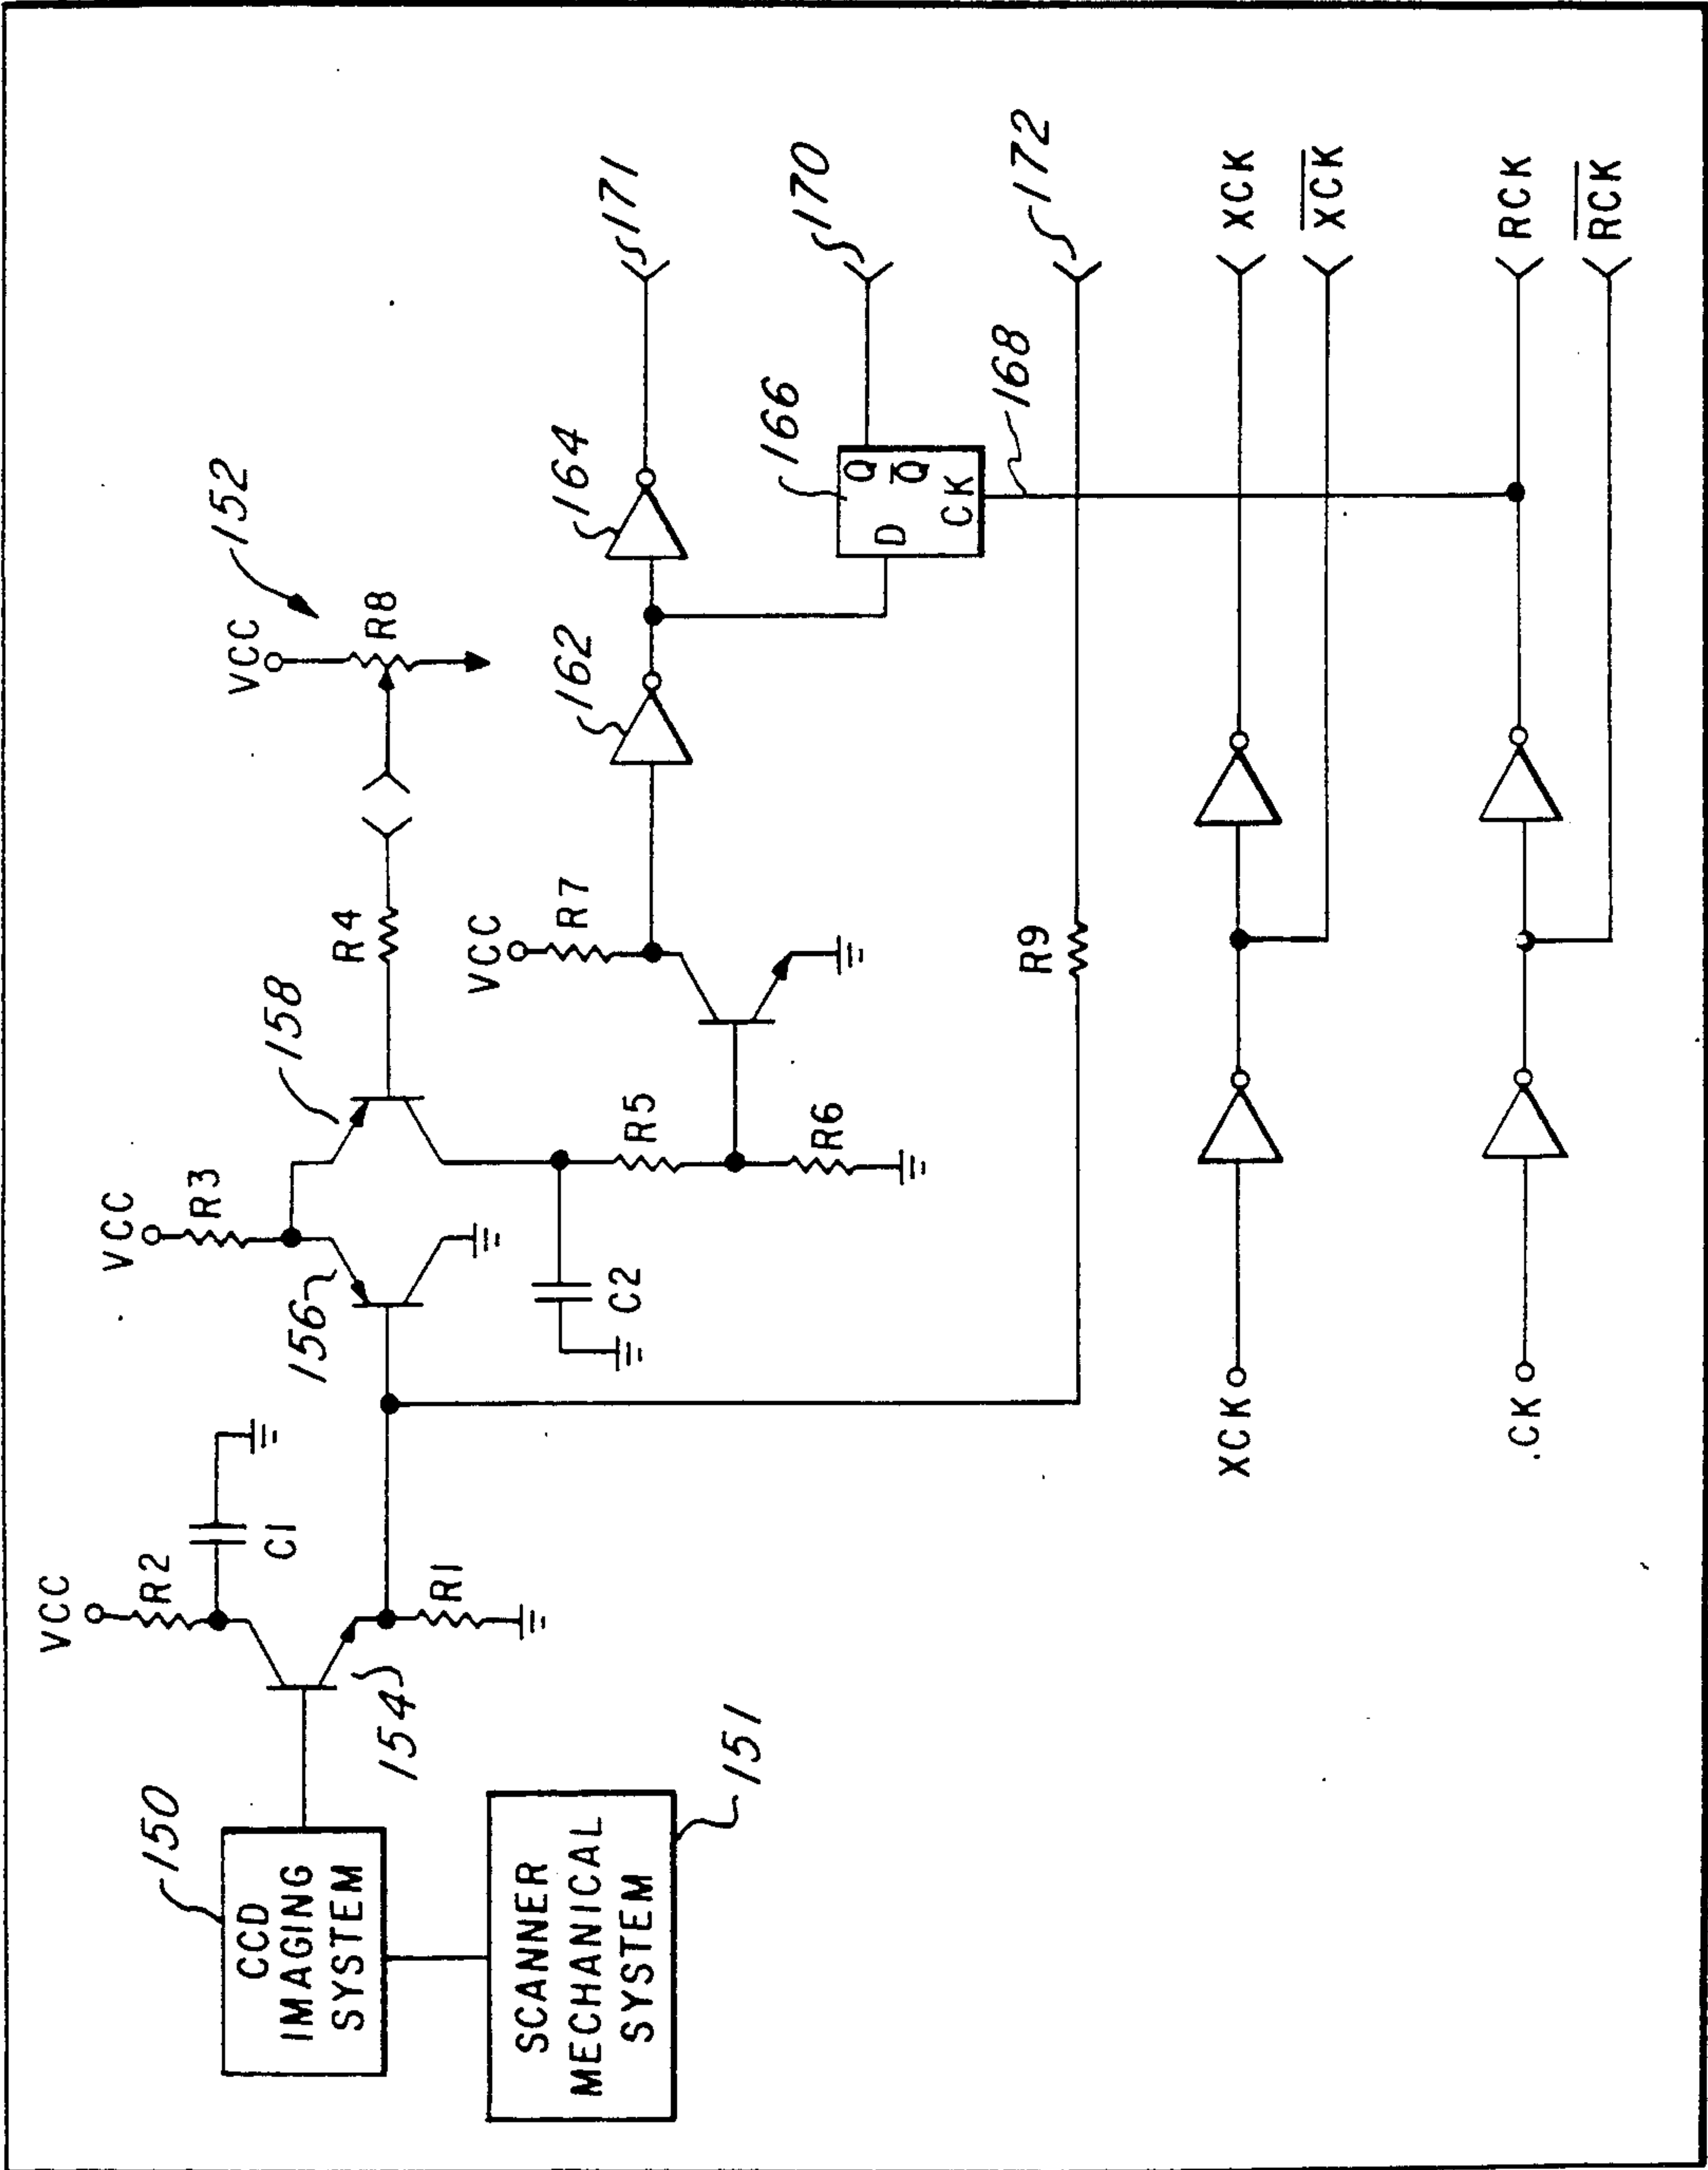 150
CCD
IMAGING
SYSTEM
SCANNER
MECHANICAL
SYSTEM
151
VCC
R2
C1
154
R1
VCC
R3
156
158
C2
R4
R5
R6
VCC
R7
VCC
R8
152
162
164
171
166
D
Q
Q̅
CK
170
168
R9
172
XCK
XCK
X̅C̅K̅
CK
RCK
R̅C̅K̅